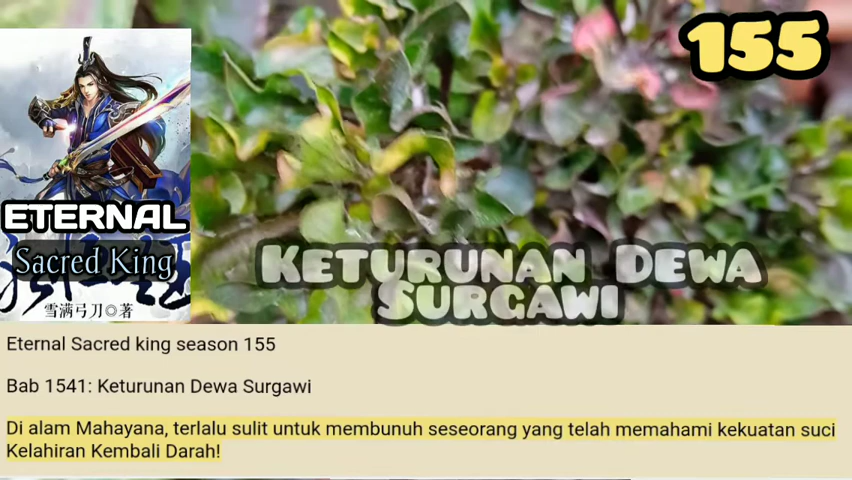 155
ETERNAL
Sacred King
雪满弓刀◎著
Keturunan Dewa
Surgawi
Eternal Sacred king season 155
Bab 1541: Keturunan Dewa Surgawi
Di alam Mahayana, terlalu sulit untuk membunuh seseorang yang telah memahami kekuatan suci
Kelahiran Kembali Darah!